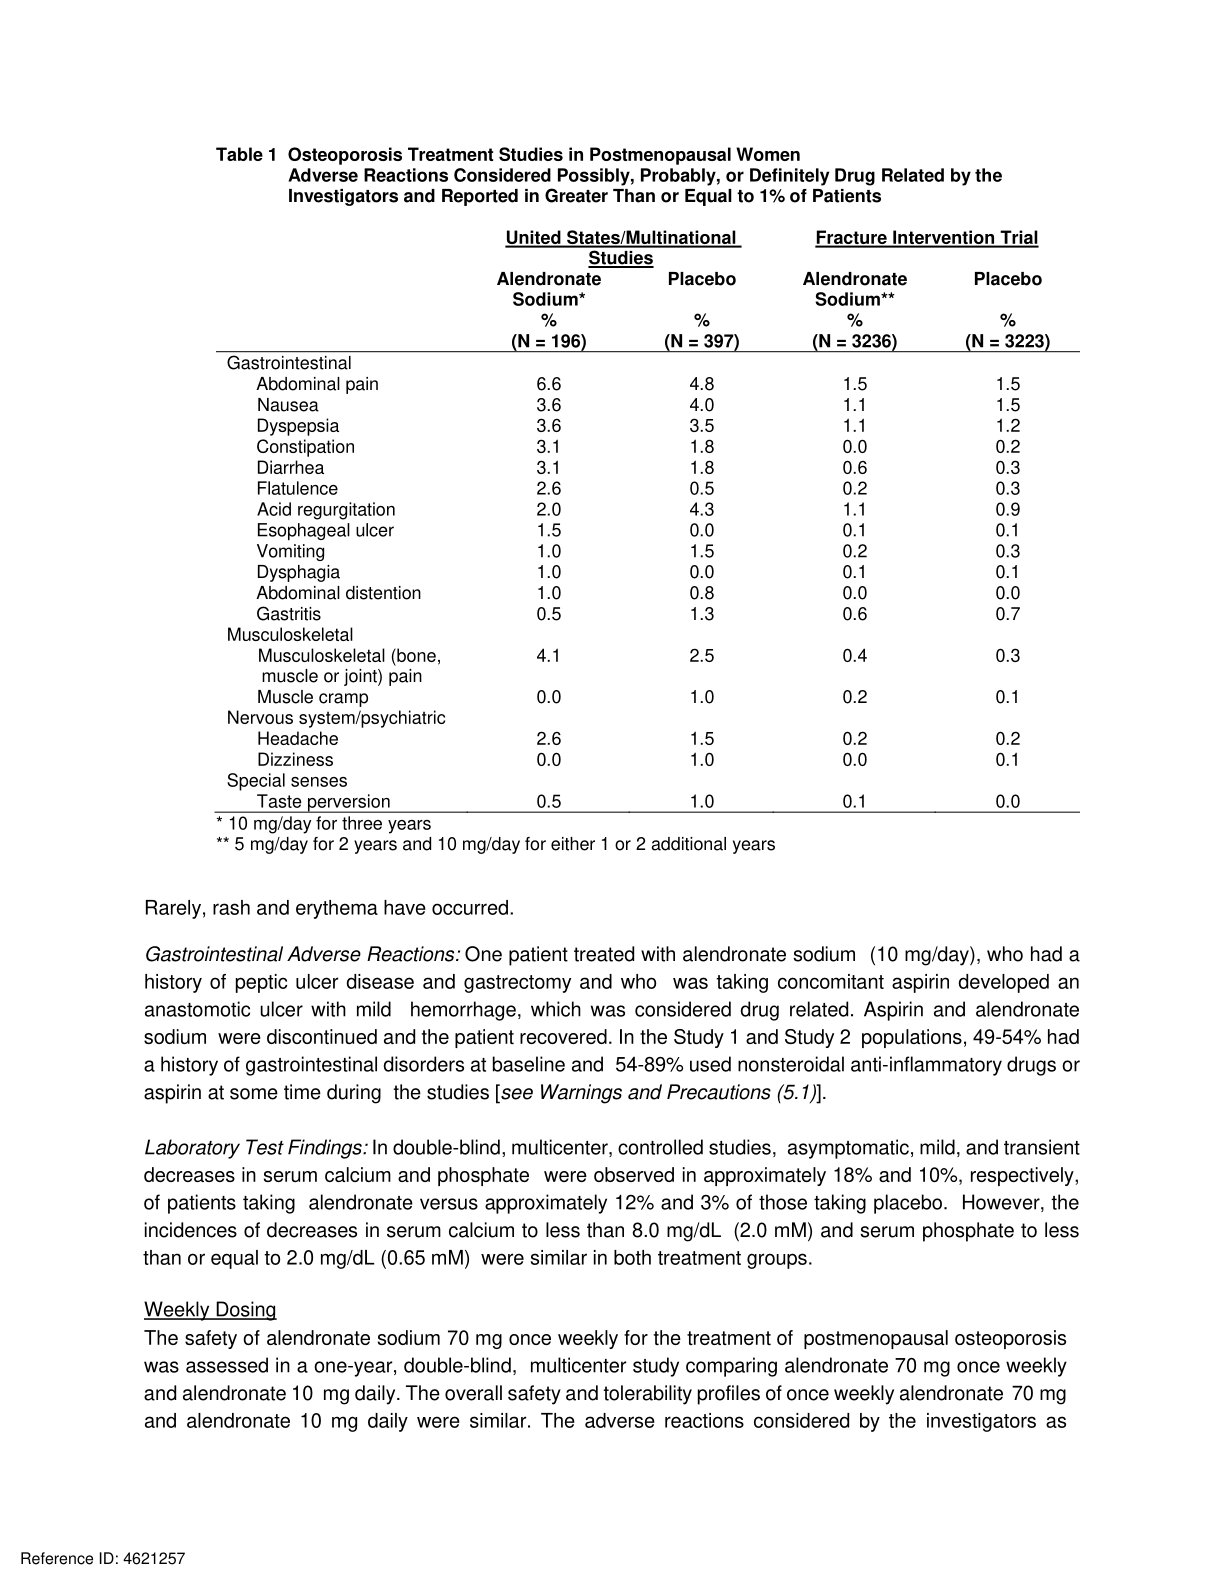 Table 1 Osteoporosis Treatment Studies in Postmenopausal Women
Adverse Reactions Considered Possibly, Probably, or Definitely Drug Related by the
Investigators and Reported in Greater Than or Equal to 1% of Patients
United States/Multinational Fracture Intervention Trial
Studies
Alendronate Placebo Alendronate Placebo
Sodium* Sodium**
% % % %
(N = 196) (N = 397) (N = 3236) (N = 3223)
Gastrointestinal
Abdominal pain 6.6 4.8 1.5 1.5
Nausea 3.6 4.0 1.1 1.5
Dyspepsia 3.6 3.5 1.1 1.2
Constipation 3.1 1.8 0.0 0.2
Diarrhea 3.1 1.8 0.6 0.3
Flatulence 2.6 0.5 0.2 0.3
Acid regurgitation 2.0 4.3 1.1 0.9
Esophageal ulcer 1.5 0.0 0.1 0.1
Vomiting 1.0 1.5 0.2 0.3
Dysphagia 1.0 0.0 0.1 0.1
Abdominal distention 1.0 0.8 0.0 0.0
Gastritis 0.5 1.3 0.6 0.7
Musculoskeletal
Musculoskeletal (bone, 4.1 2.5 0.4 0.3
muscle or joint) pain
Muscle cramp 0.0 1.0 0.2 0.1
Nervous system/psychiatric
Headache 2.6 1.5 0.2 0.2
Dizziness 0.0 1.0 0.0 0.1
Special senses
Taste perversion 0.5 1.0 0.1 0.0
* 10 mg/day for three years
** 5 mg/day for 2 years and 10 mg/day for either 1 or 2 additional years
Rarely, rash and erythema have occurred.
Gastrointestinal Adverse Reactions: One patient treated with alendronate sodium (10 mg/day), who had a
history of peptic ulcer disease and gastrectomy and who was taking concomitant aspirin developed an
anastomotic ulcer with mild hemorrhage, which was considered drug related. Aspirin and alendronate
sodium were discontinued and the patient recovered. In the Study 1 and Study 2 populations, 49-54% had
a history of gastrointestinal disorders at baseline and 54-89% used nonsteroidal anti-inflammatory drugs or
aspirin at some time during the studies [see Warnings and Precautions (5.1)].
Laboratory Test Findings: In double-blind, multicenter, controlled studies, asymptomatic, mild, and transient
decreases in serum calcium and phosphate were observed in approximately 18% and 10%, respectively,
of patients taking alendronate versus approximately 12% and 3% of those taking placebo. However, the
incidences of decreases in serum calcium to less than 8.0 mg/dL (2.0 mM) and serum phosphate to less
than or equal to 2.0 mg/dL (0.65 mM) were similar in both treatment groups.
Weekly Dosing
The safety of alendronate sodium 70 mg once weekly for the treatment of postmenopausal osteoporosis
was assessed in a one-year, double-blind, multicenter study comparing alendronate 70 mg once weekly
and alendronate 10 mg daily. The overall safety and tolerability profiles of once weekly alendronate 70 mg
and alendronate 10 mg daily were similar. The adverse reactions considered by the investigators as
Reference ID: 4621257